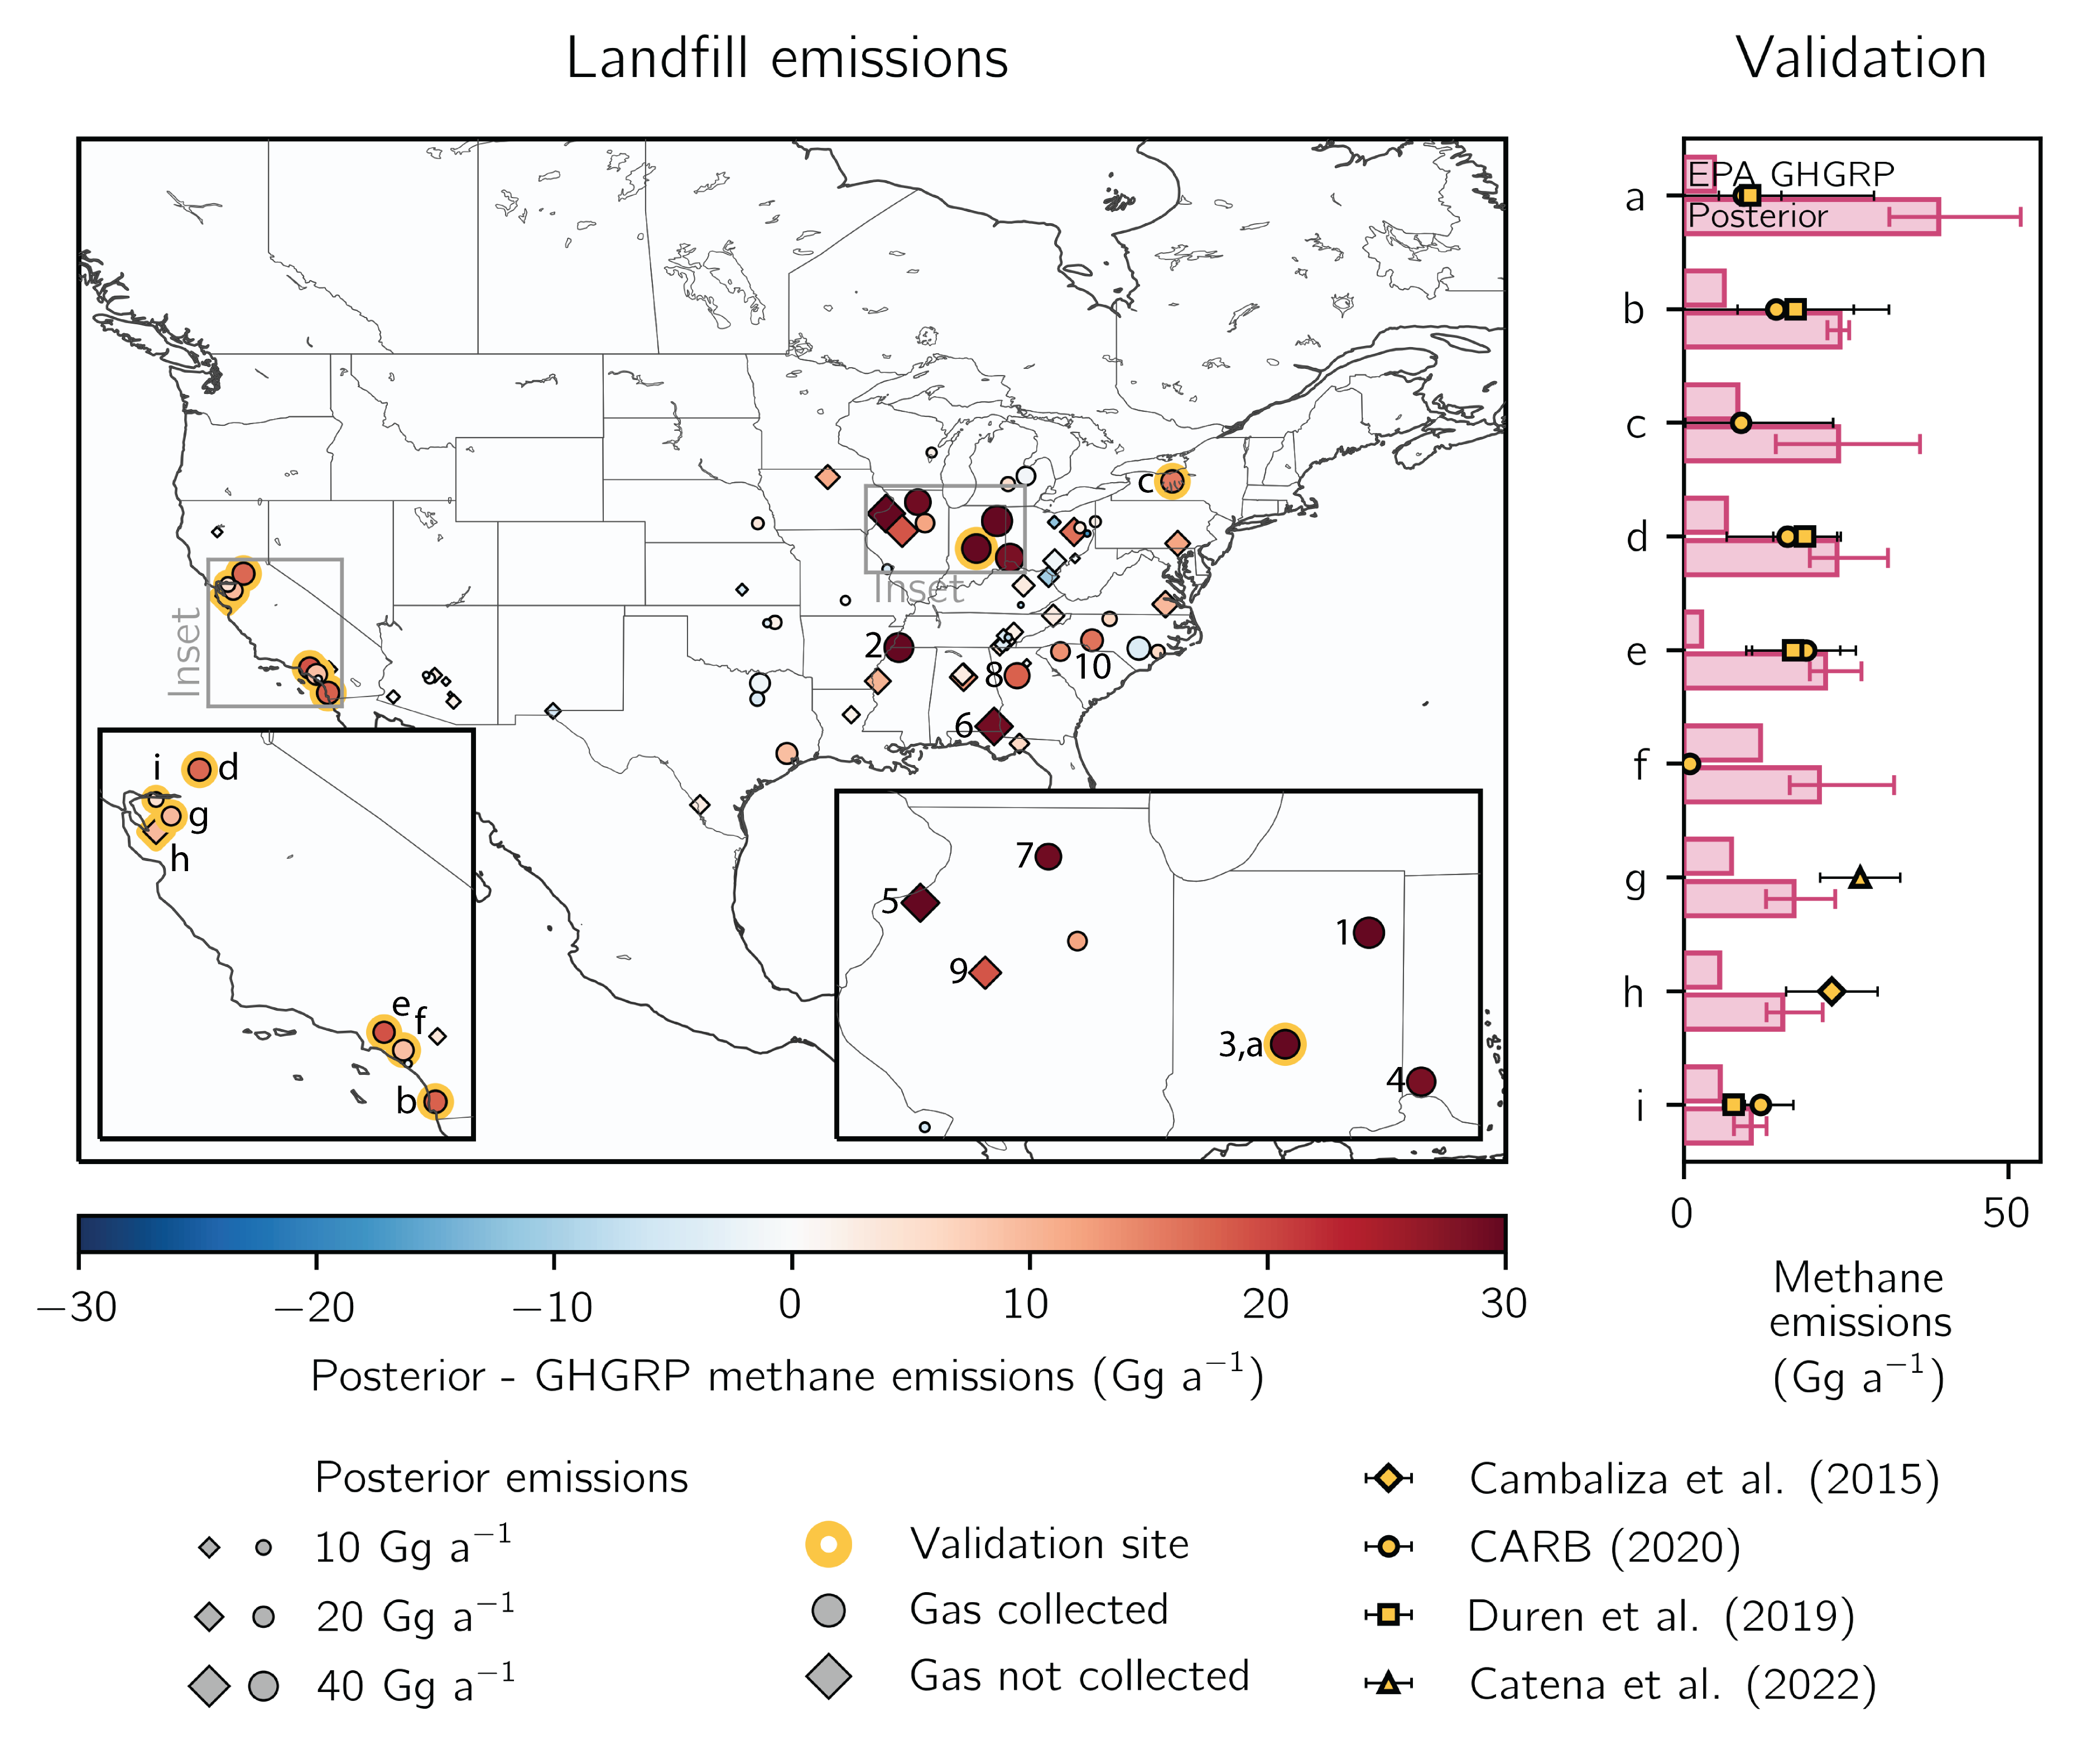 Landfill emissions
Validation
EPA GHGRP
a
Posterior
b
c
d
e
f
g
h
i
0
50
Methane
emissions
(Gg a⁻¹)
c
Inset
Inset
2
8
10
6
i
d
g
h
e
f
b
7
5
1
9
3,a
4
−30
−20
−10
0
10
20
30
Posterior - GHGRP methane emissions (Gg a⁻¹)
Posterior emissions
10 Gg a⁻¹
20 Gg a⁻¹
40 Gg a⁻¹
Validation site
Gas collected
Gas not collected
Cambaliza et al. (2015)
CARB (2020)
Duren et al. (2019)
Catena et al. (2022)